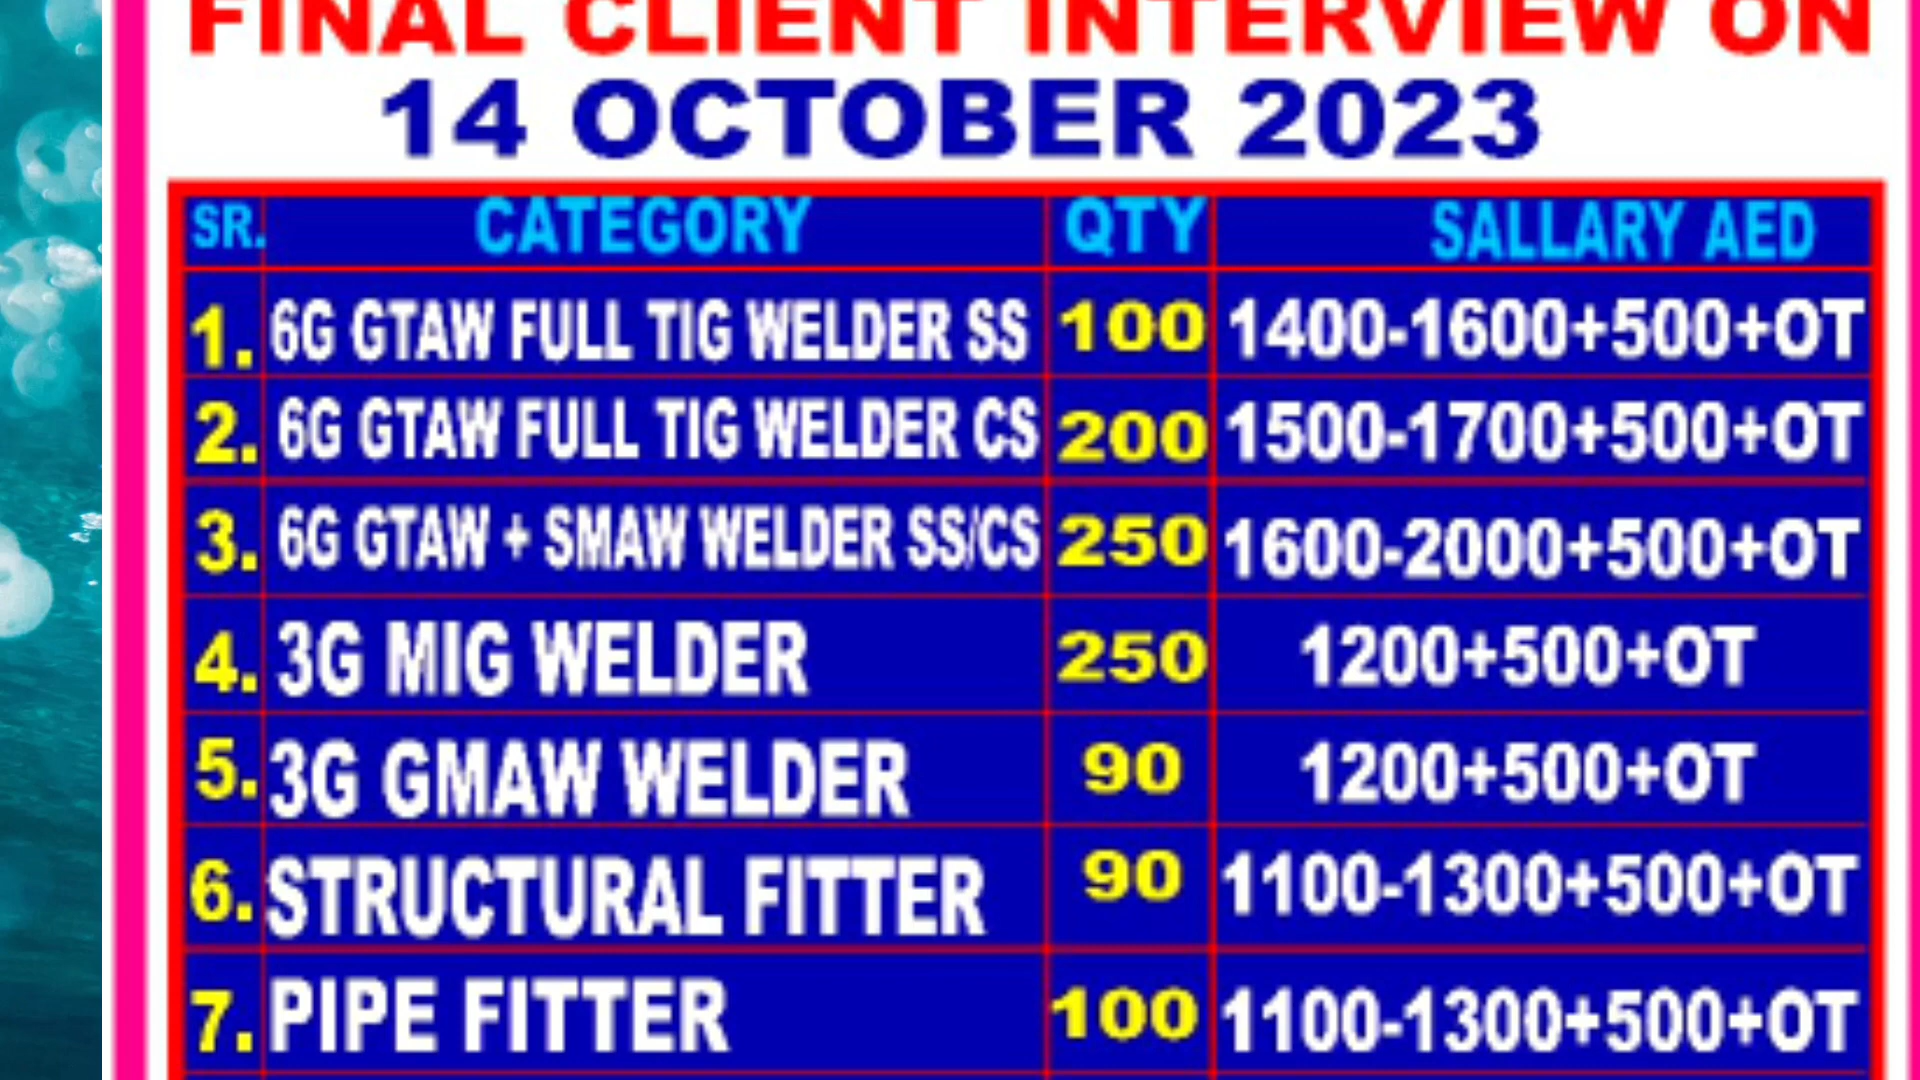 FINAL CLIENT INTERVIEW ON
14 OCTOBER 2023
SR. CATEGORY QTY SALLARY AED
1. 6G GTAW FULL TIG WELDER SS 100 1400-1600+500+OT
2. 6G GTAW FULL TIG WELDER CS 200 1500-1700+500+OT
3. 6G GTAW + SMAW WELDER SS/CS 250 1600-2000+500+OT
4. 3G MIG WELDER 250 1200+500+OT
5. 3G GMAW WELDER 90 1200+500+OT
6. STRUCTURAL FITTER 90 1100-1300+500+OT
7. PIPE FITTER 100 1100-1300+500+OT